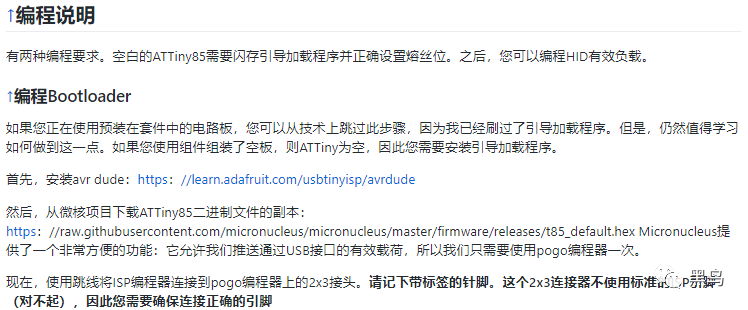 ↑编程说明
有两种编程要求。空白的ATTiny85需要闪存引导加载程序并正确设置熔丝位。之后，您可以编程HID有效负载。
↑编程Bootloader
如果您正在使用预装在套件中的电路板，您可以从技术上跳过此步骤，因为我已经刷过了引导加载程序。但是，仍然值得学习
如何做到这一点。如果您使用组件组装了空板，则ATTiny为空，因此您需要安装引导加载程序。
首先，安装avr dude：https：//learn.adafruit.com/usbtinyisp/avrdude
然后，从微核项目下载ATTiny85二进制文件的副本：
https：//raw.githubusercontent.com/micronucleus/micronucleus/master/firmware/releases/t85_default.hex Micronucleus提
供了一个非常方便的功能：它允许我们推送通过USB接口的有效载荷，所以我们只需要使用pogo编程器一次。
现在，使用跳线将ISP编程器连接到pogo编程器上的2x3接头。请记下带标签的针脚。这个2x3连接器不使用标准的 引脚
（对不起），因此您需要确保连接正确的引脚
黑鸟